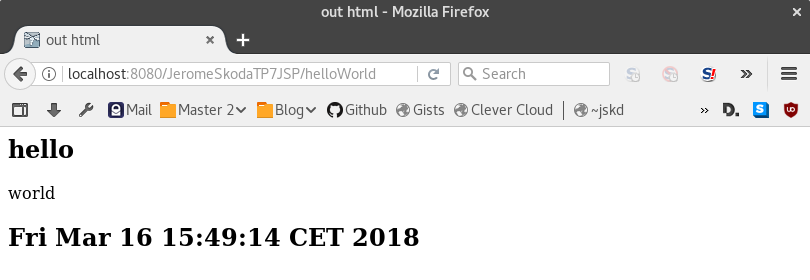 out html - Mozilla Firefox
out html
localhost:8080/JeromeSkodaTP7JSP/helloWorld Search
Mail Master 2 Blog Github Gists Clever Cloud ~jskd
hello
world
Fri Mar 16 15:49:14 CET 2018